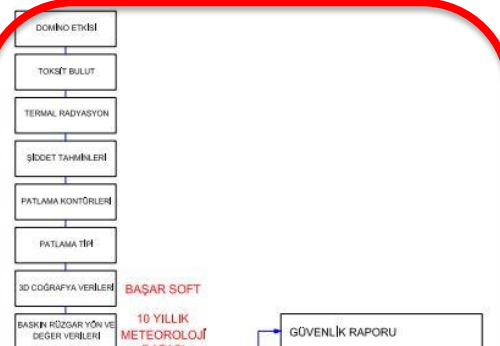 DOMİNO ETKİSİ
TOKSİT BULUT
TERMAL RADYASYON
ŞİDDET TAHMİNLERİ
PATLAMA KONTÜRLERİ
PATLAMA TİPİ
3D COĞRAFYA VERİLERİ
BAŞAR SOFT
BASKIN RÜZGAR YÖN VE
DEĞER VERİLERİ
10 YILLIK
METEOROLOJİ
GÜVENLİK RAPORU